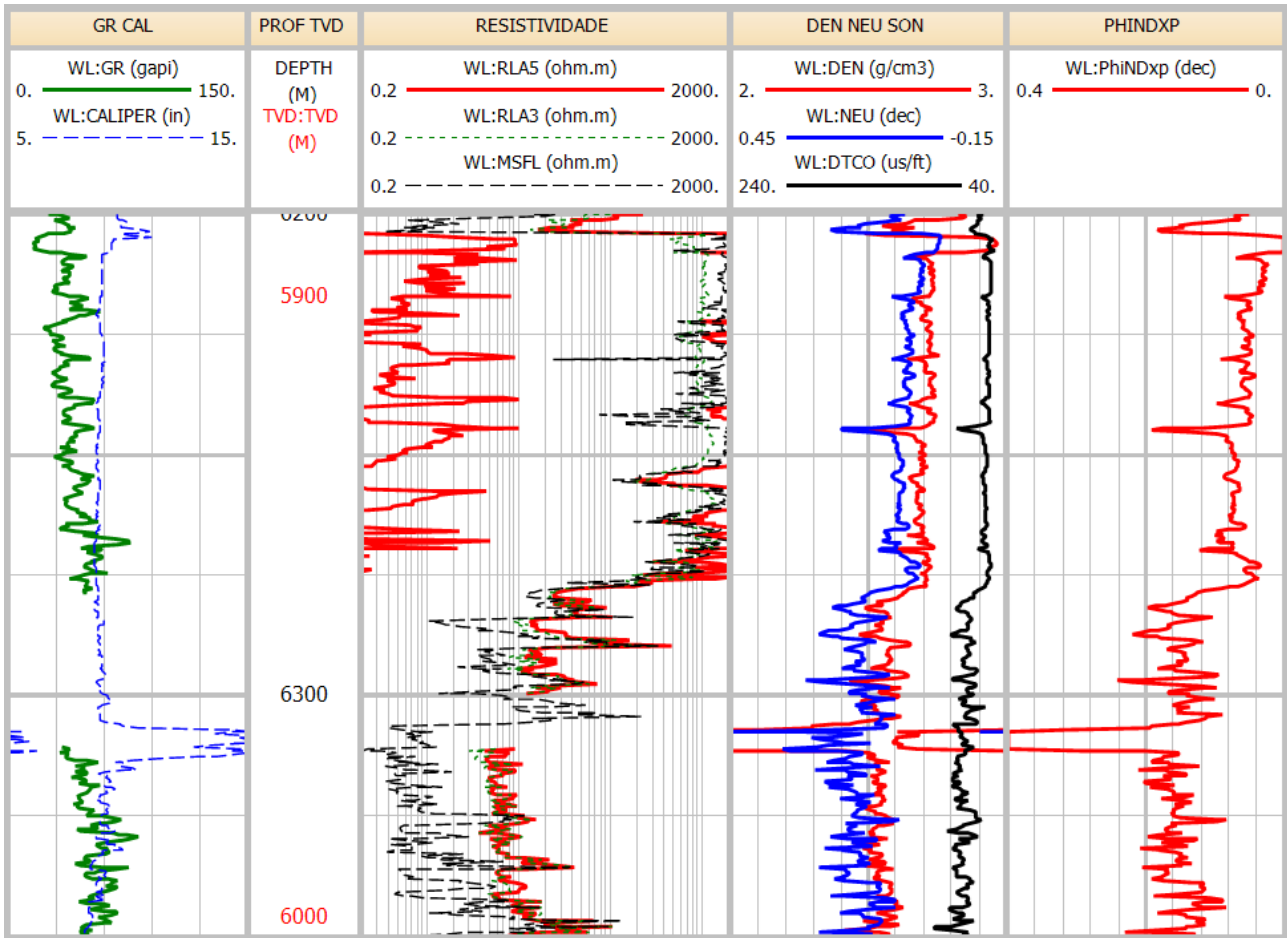 GR CAL
PROF TVD
RESISTIVIDADE
DEN NEU SON
PHINDXP
WL:GR (gapi)
0. 150.
WL:CALIPER (in)
5. 15.
DEPTH
(M)
TVD:TVD
(M)
WL:RLA5 (ohm.m)
0.2 2000.
WL:RLA3 (ohm.m)
0.2 2000.
WL:MSFL (ohm.m)
0.2 2000.
WL:DEN (g/cm3)
2. 3.
WL:NEU (dec)
0.45 -0.15
WL:DTCO (us/ft)
240. 40.
WL:PhiNDxp (dec)
0.4 0.
6200
5900
6300
6000